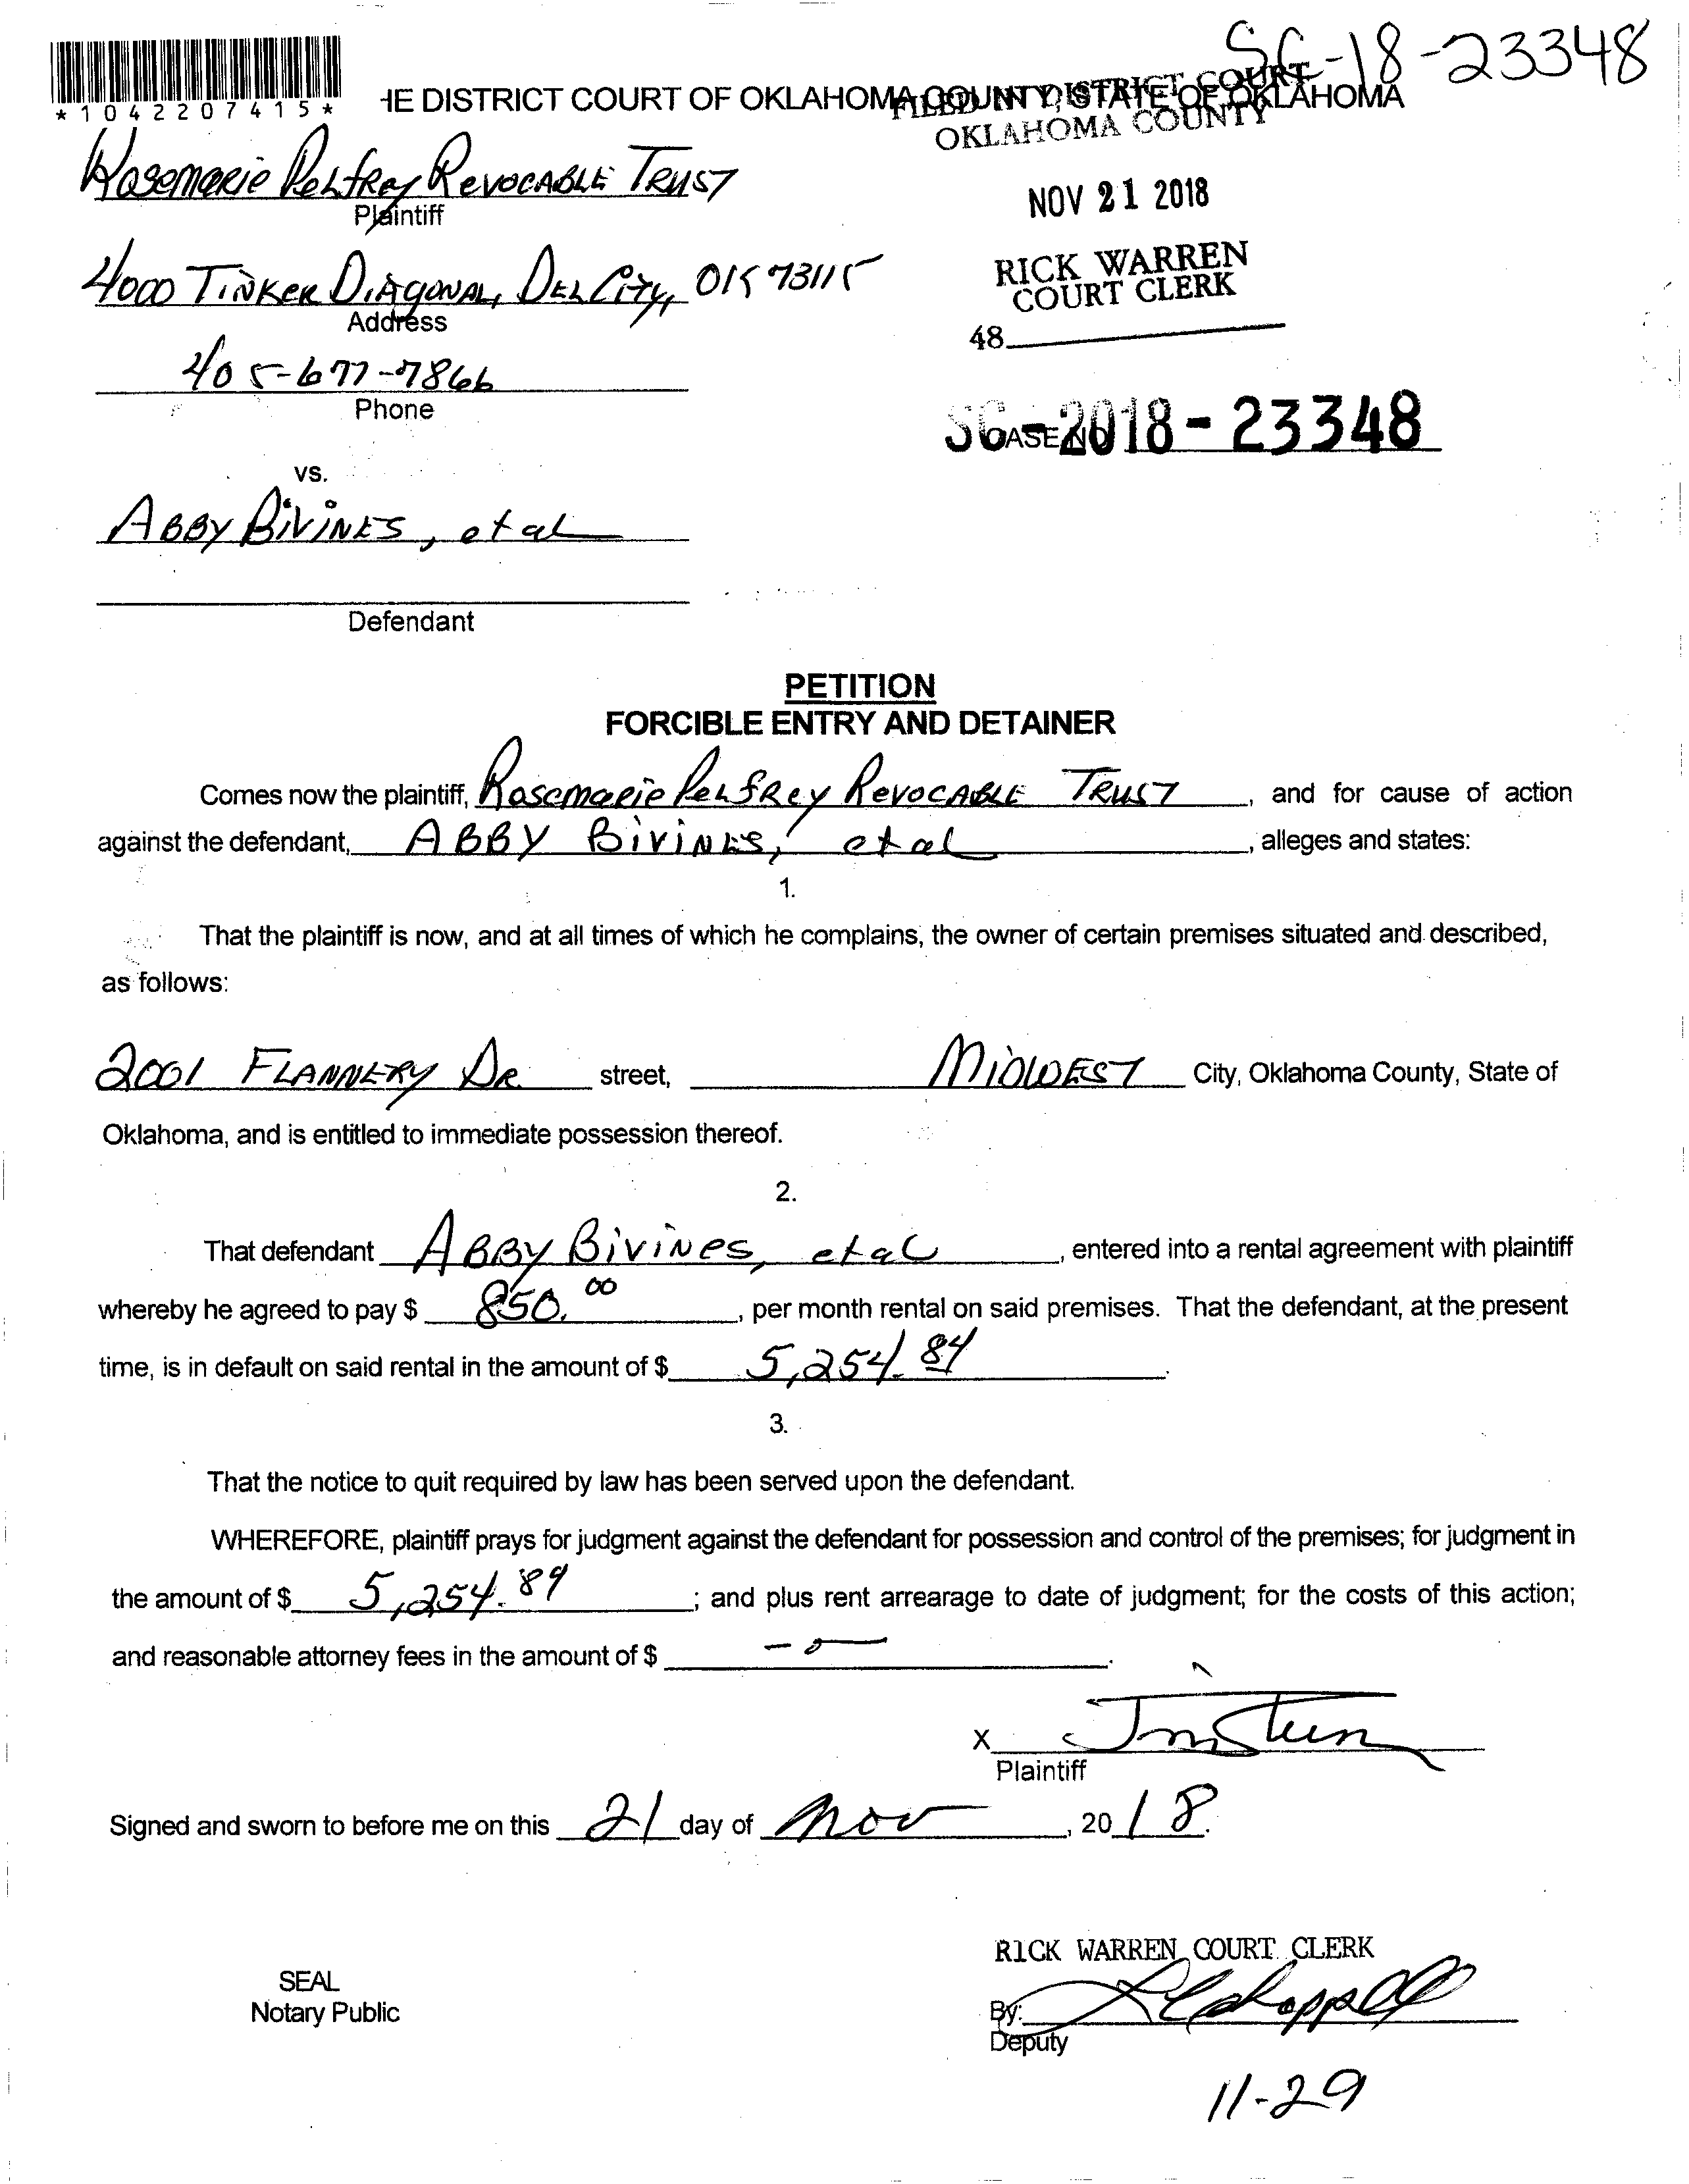 SC-18-23348
*1042207415*
HE DISTRICT COURT OF OKLAHOMA COUNTY, STATE OF OKLAHOMA
FILED IN DISTRICT COURT
OKLAHOMA COUNTY
Rosemarie Pelfrey Revocable Trust
Plaintiff
NOV 21 2018
4000 Tinker Diagonal, Del City, OK 73115
Address
RICK WARREN
COURT CLERK
48
405-677-7866
Phone
CASE NO
SC-2018-23348
vs.
Abby Bivines, et al
Defendant
PETITION
FORCIBLE ENTRY AND DETAINER
Comes now the plaintiff, Rosemarie Pelfrey Revocable Trust, and for cause of action
against the defendant, Abby Bivines, et al, alleges and states:
1.
That the plaintiff is now, and at all times of which he complains, the owner of certain premises situated and described,
as follows:
2001 Flannery Dr. street, Midwest City, Oklahoma County, State of
Oklahoma, and is entitled to immediate possession thereof.
2.
That defendant Abby Bivines, et al, entered into a rental agreement with plaintiff
whereby he agreed to pay $ 850.00, per month rental on said premises. That the defendant, at the present
time, is in default on said rental in the amount of $ 5,254.84.
3.
That the notice to quit required by law has been served upon the defendant.
WHEREFORE, plaintiff prays for judgment against the defendant for possession and control of the premises; for judgment in
the amount of $ 5,254.84; and plus rent arrearage to date of judgment; for the costs of this action;
and reasonable attorney fees in the amount of $ -0-.
X
Plaintiff
Signed and sworn to before me on this 21 day of Nov, 2018.
RICK WARREN COURT CLERK
SEAL
Notary Public
By:
Deputy
11-29